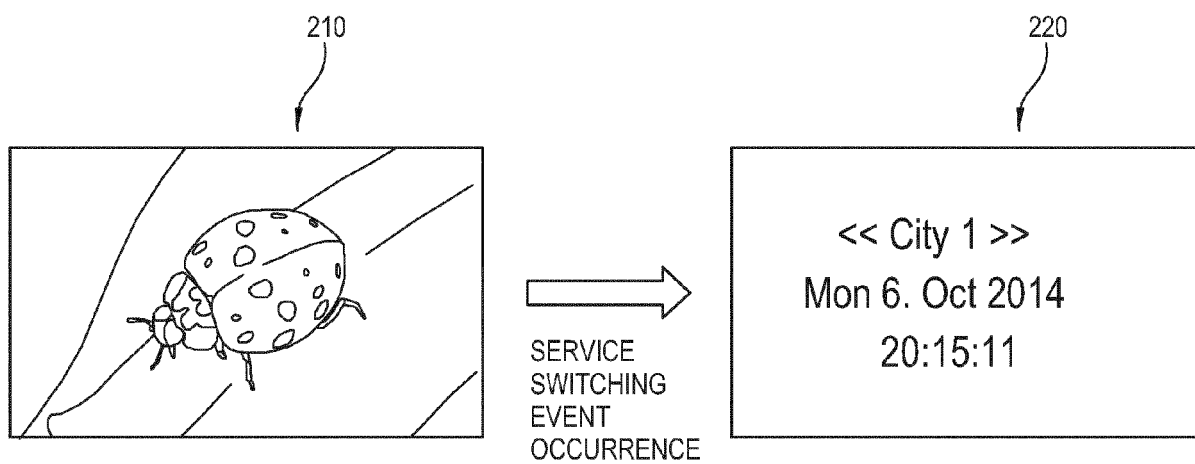 210
220
<< City 1 >>
Mon 6. Oct 2014
20:15:11
SERVICE
SWITCHING
EVENT
OCCURRENCE